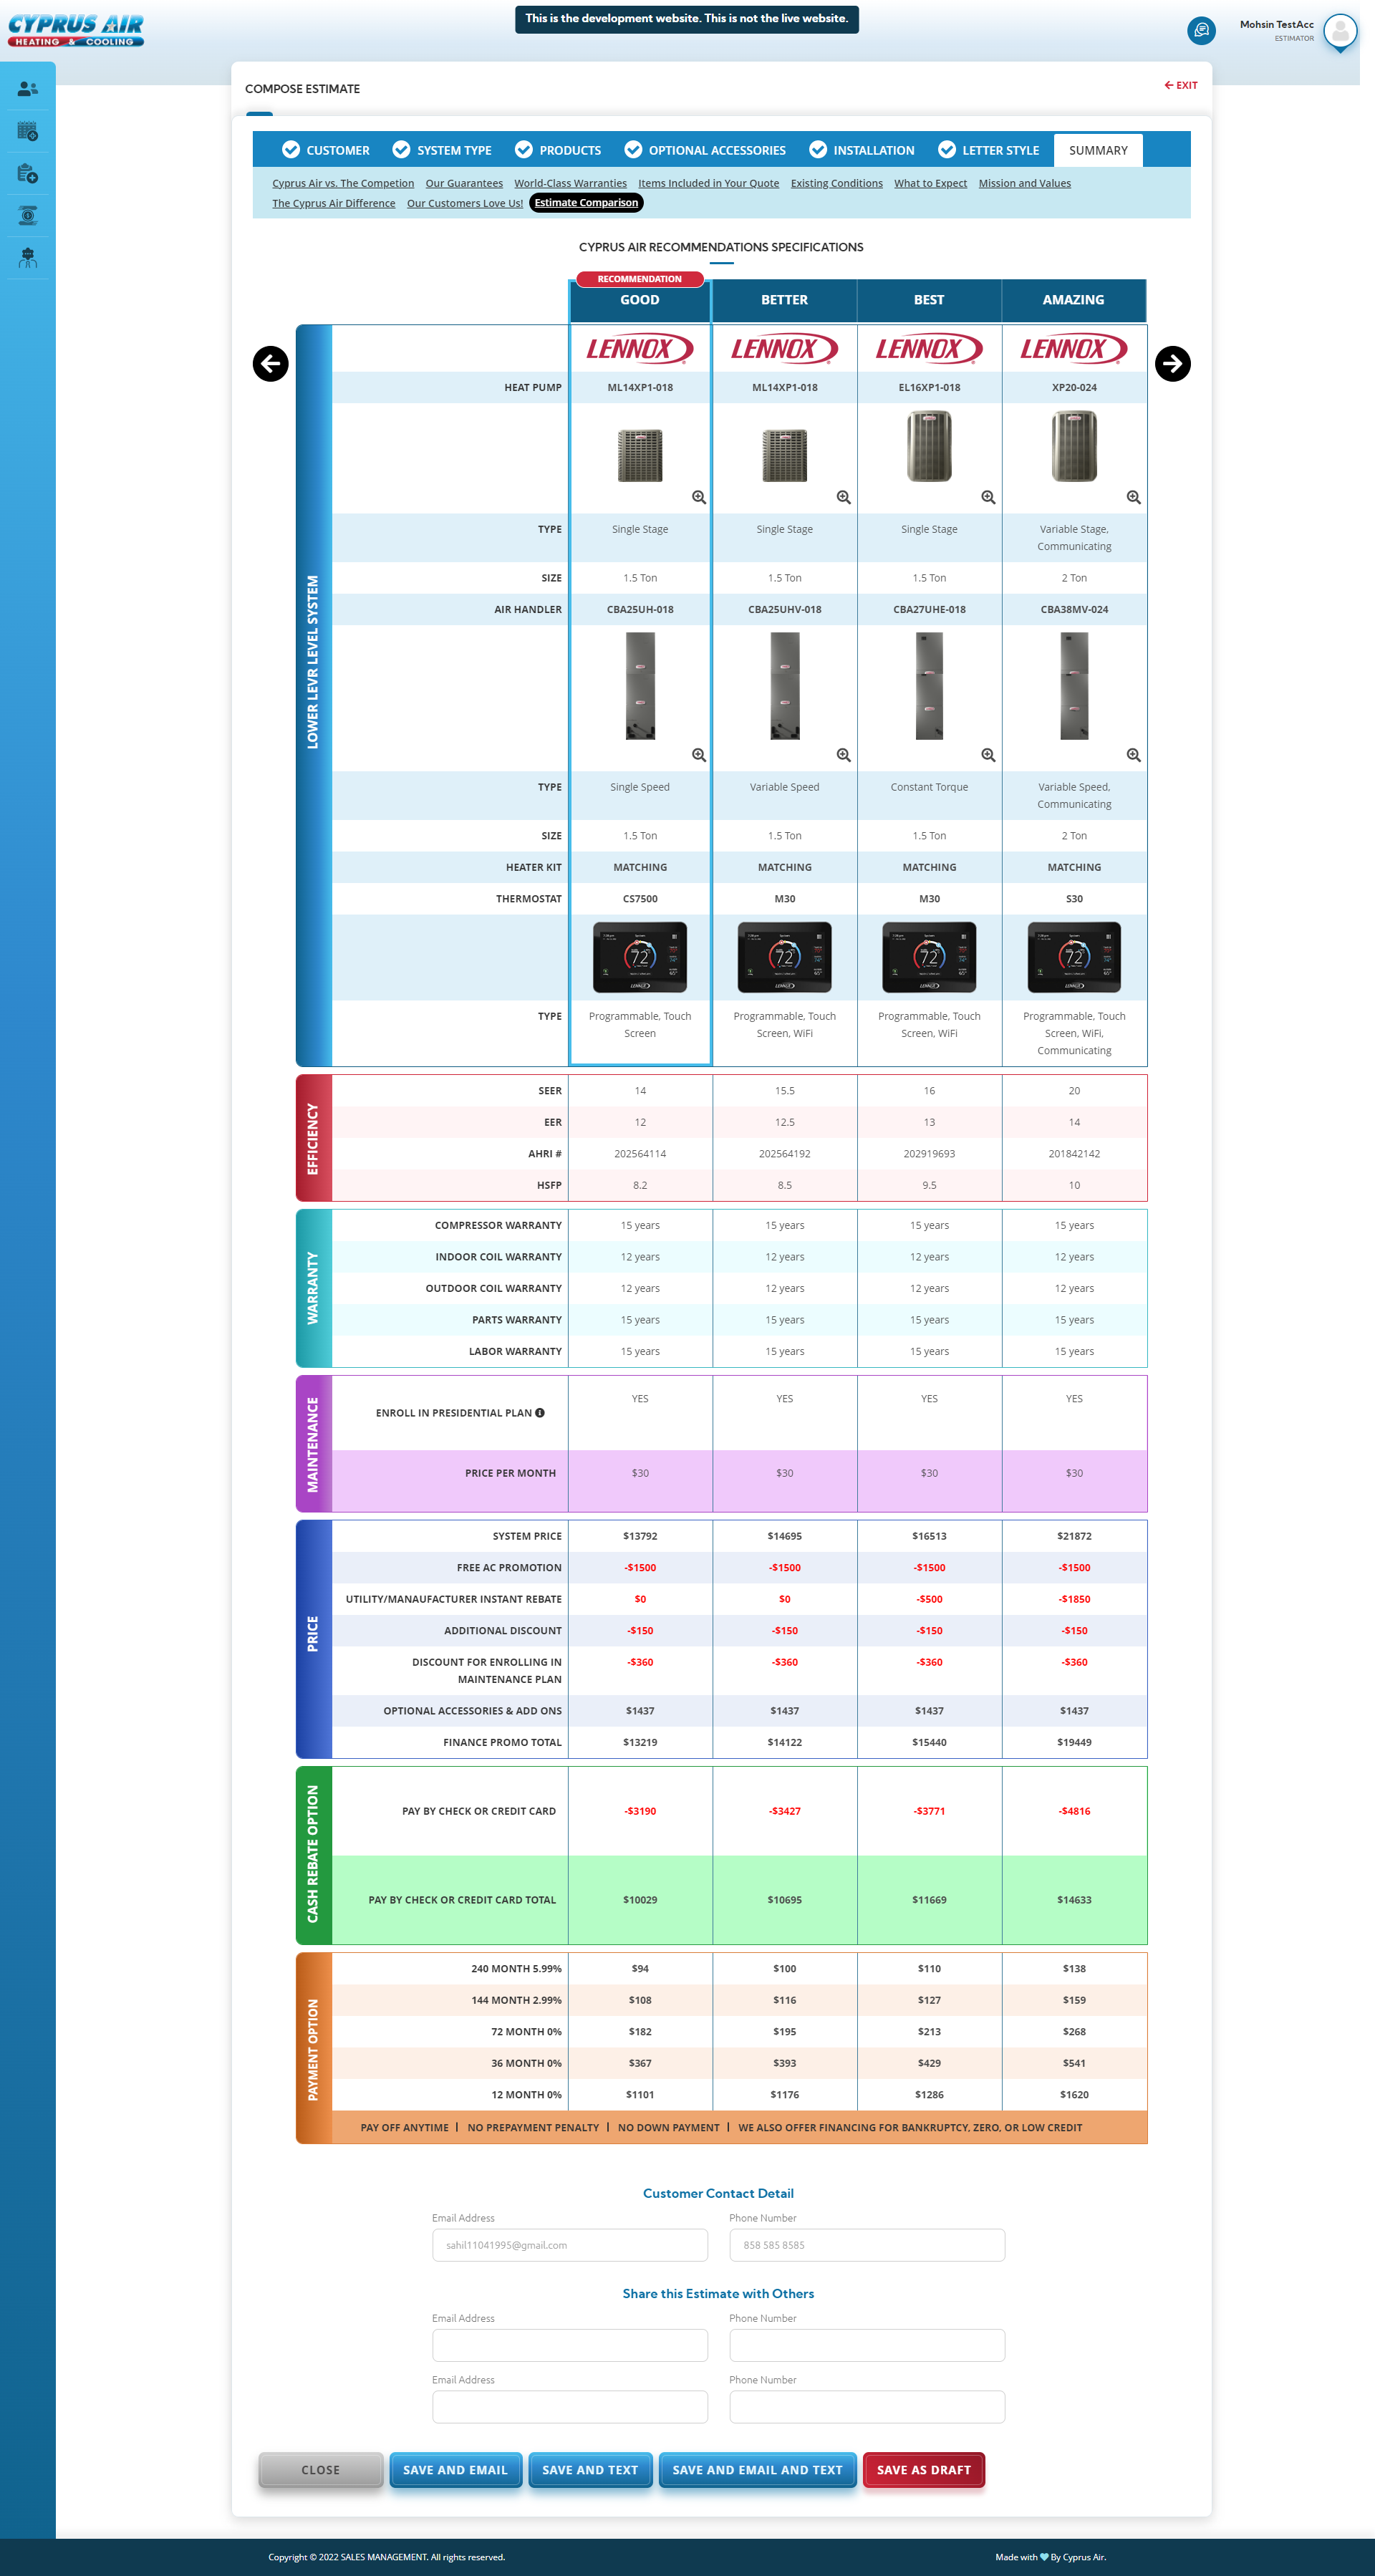 CYPRUS AIR
HEATING & COOLING
This is the development website. This is not the live website.
Mohsin TestAcc
ESTIMATOR
COMPOSE ESTIMATE
EXIT
CUSTOMER SYSTEM TYPE PRODUCTS OPTIONAL ACCESSORIES INSTALLATION LETTER STYLE SUMMARY
Cyprus Air vs. The Competion Our Guarantees World-Class Warranties Items Included in Your Quote Existing Conditions What to Expect Mission and Values
The Cyprus Air Difference Our Customers Love Us! Estimate Comparison
CYPRUS AIR RECOMMENDATIONS SPECIFICATIONS
RECOMMENDATION
GOOD BETTER BEST AMAZING
LOWER LEVR LEVEL SYSTEM
LENNOX LENNOX LENNOX LENNOX
HEAT PUMP ML14XP1-018 ML14XP1-018 EL16XP1-018 XP20-024
TYPE Single Stage Single Stage Single Stage Variable Stage,
Communicating
SIZE 1.5 Ton 1.5 Ton 1.5 Ton 2 Ton
AIR HANDLER CBA25UH-018 CBA25UHV-018 CBA27UHE-018 CBA38MV-024
TYPE Single Speed Variable Speed Constant Torque Variable Speed,
Communicating
SIZE 1.5 Ton 1.5 Ton 1.5 Ton 2 Ton
HEATER KIT MATCHING MATCHING MATCHING MATCHING
THERMOSTAT CS7500 M30 M30 S30
72 72 72 72
LENNOX LENNOX LENNOX LENNOX
TYPE Programmable, Touch Programmable, Touch Programmable, Touch Programmable, Touch
Screen Screen, WiFi Screen, WiFi Screen, WiFi,
Communicating
EFFICIENCY
SEER 14 15.5 16 20
EER 12 12.5 13 14
AHRI # 202564114 202564192 202919693 201842142
HSFP 8.2 8.5 9.5 10
WARRANTY
COMPRESSOR WARRANTY 15 years 15 years 15 years 15 years
INDOOR COIL WARRANTY 12 years 12 years 12 years 12 years
OUTDOOR COIL WARRANTY 12 years 12 years 12 years 12 years
PARTS WARRANTY 15 years 15 years 15 years 15 years
LABOR WARRANTY 15 years 15 years 15 years 15 years
MAINTENANCE
ENROLL IN PRESIDENTIAL PLAN YES YES YES YES
PRICE PER MONTH $30 $30 $30 $30
PRICE
SYSTEM PRICE $13792 $14695 $16513 $21872
FREE AC PROMOTION -$1500 -$1500 -$1500 -$1500
UTILITY/MANAUFACTURER INSTANT REBATE $0 $0 -$500 -$1850
ADDITIONAL DISCOUNT -$150 -$150 -$150 -$150
DISCOUNT FOR ENROLLING IN -$360 -$360 -$360 -$360
MAINTENANCE PLAN
OPTIONAL ACCESSORIES & ADD ONS $1437 $1437 $1437 $1437
FINANCE PROMO TOTAL $13219 $14122 $15440 $19449
CASH REBATE OPTION
PAY BY CHECK OR CREDIT CARD -$3190 -$3427 -$3771 -$4816
PAY BY CHECK OR CREDIT CARD TOTAL $10029 $10695 $11669 $14633
PAYMENT OPTION
240 MONTH 5.99% $94 $100 $110 $138
144 MONTH 2.99% $108 $116 $127 $159
72 MONTH 0% $182 $195 $213 $268
36 MONTH 0% $367 $393 $429 $541
12 MONTH 0% $1101 $1176 $1286 $1620
PAY OFF ANYTIME | NO PREPAYMENT PENALTY | NO DOWN PAYMENT | WE ALSO OFFER FINANCING FOR BANKRUPTCY, ZERO, OR LOW CREDIT
Customer Contact Detail
Email Address Phone Number
sahil11041995@gmail.com 858 585 8585
Share this Estimate with Others
Email Address Phone Number
Email Address Phone Number
CLOSE SAVE AND EMAIL SAVE AND TEXT SAVE AND EMAIL AND TEXT SAVE AS DRAFT
Copyright © 2022 SALES MANAGEMENT. All rights reserved. Made with By Cyprus Air.